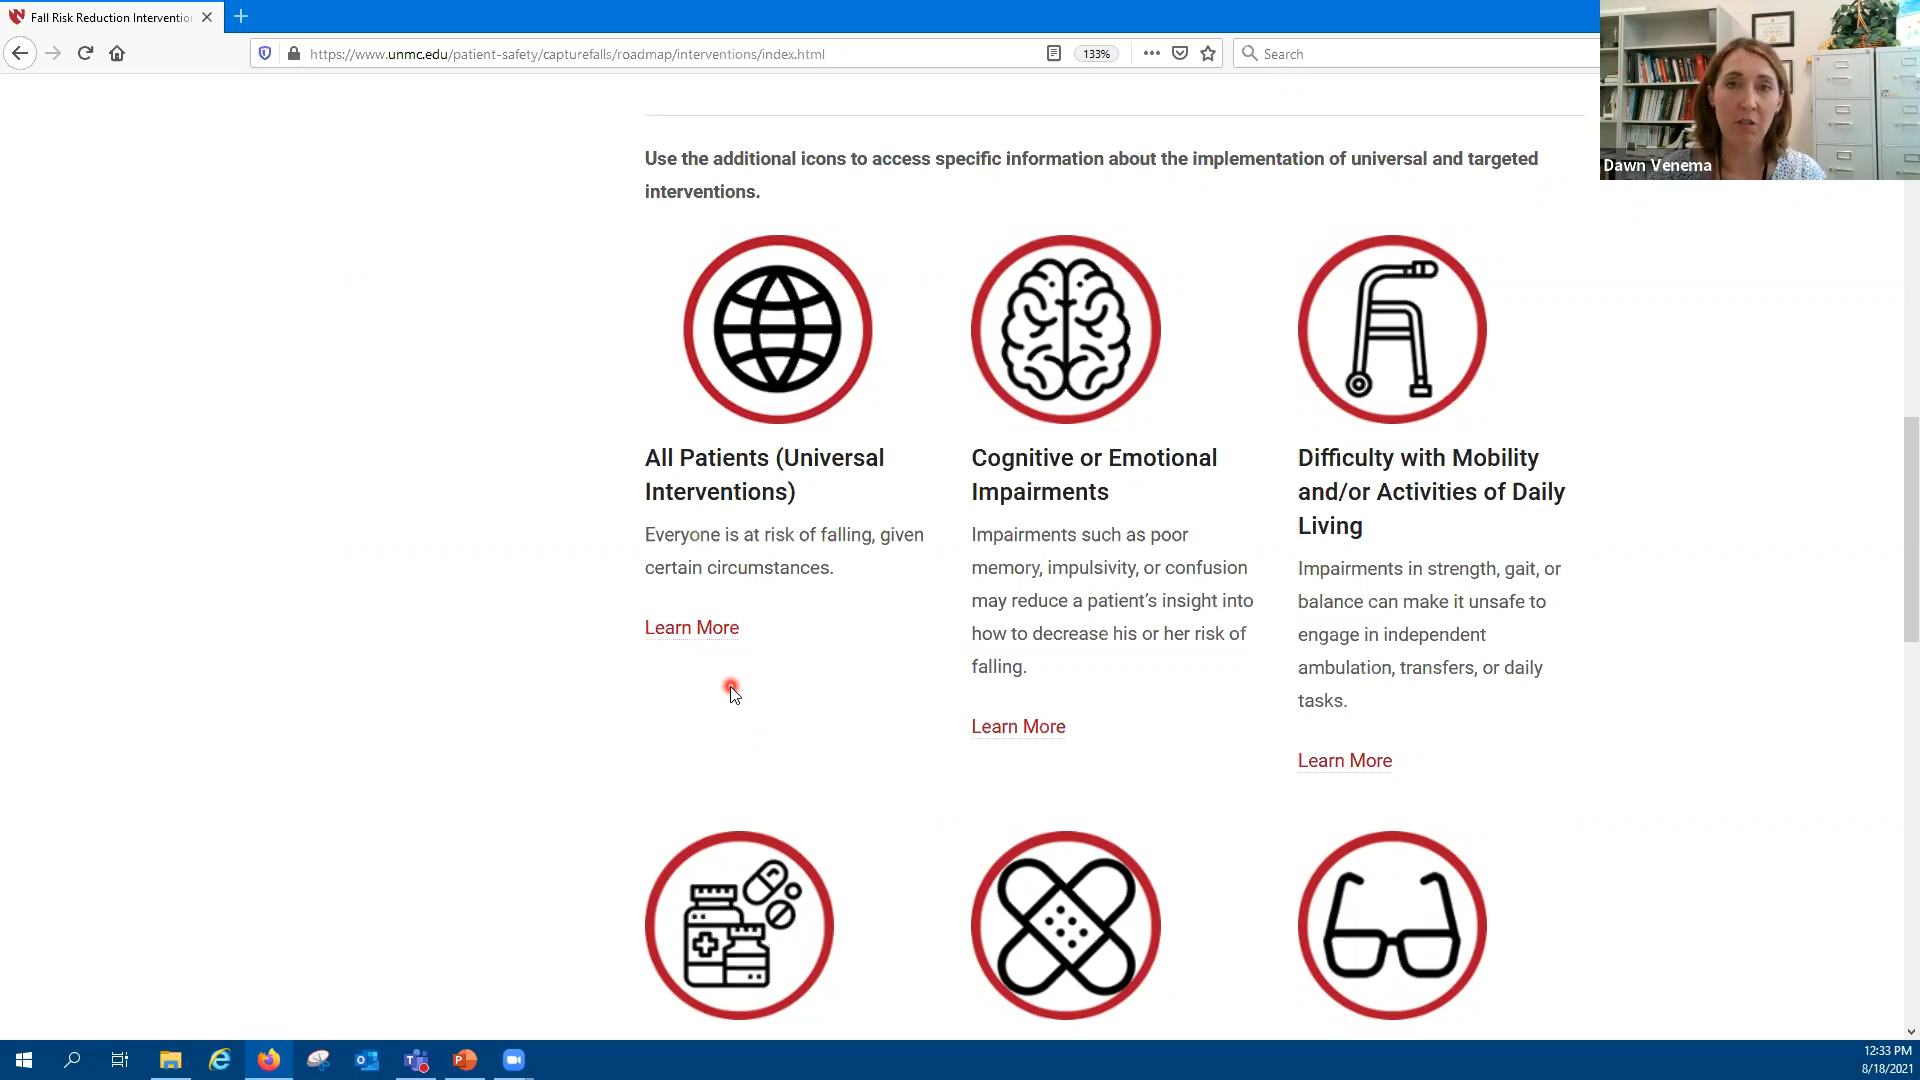 Fall Risk Reduction Interventio
https://www.unmc.edu/patient-safety/capturefalls/roadmap/interventions/index.html
133%
Search
Dawn Venema
Use the additional icons to access specific information about the implementation of universal and targeted
interventions.
All Patients (Universal
Interventions)
Everyone is at risk of falling, given
certain circumstances.
Learn More
Cognitive or Emotional
Impairments
Impairments such as poor
memory, impulsivity, or confusion
may reduce a patient’s insight into
how to decrease his or her risk of
falling.
Learn More
Difficulty with Mobility
and/or Activities of Daily
Living
Impairments in strength, gait, or
balance can make it unsafe to
engage in independent
ambulation, transfers, or daily
tasks.
Learn More
12:33 PM
8/18/2021